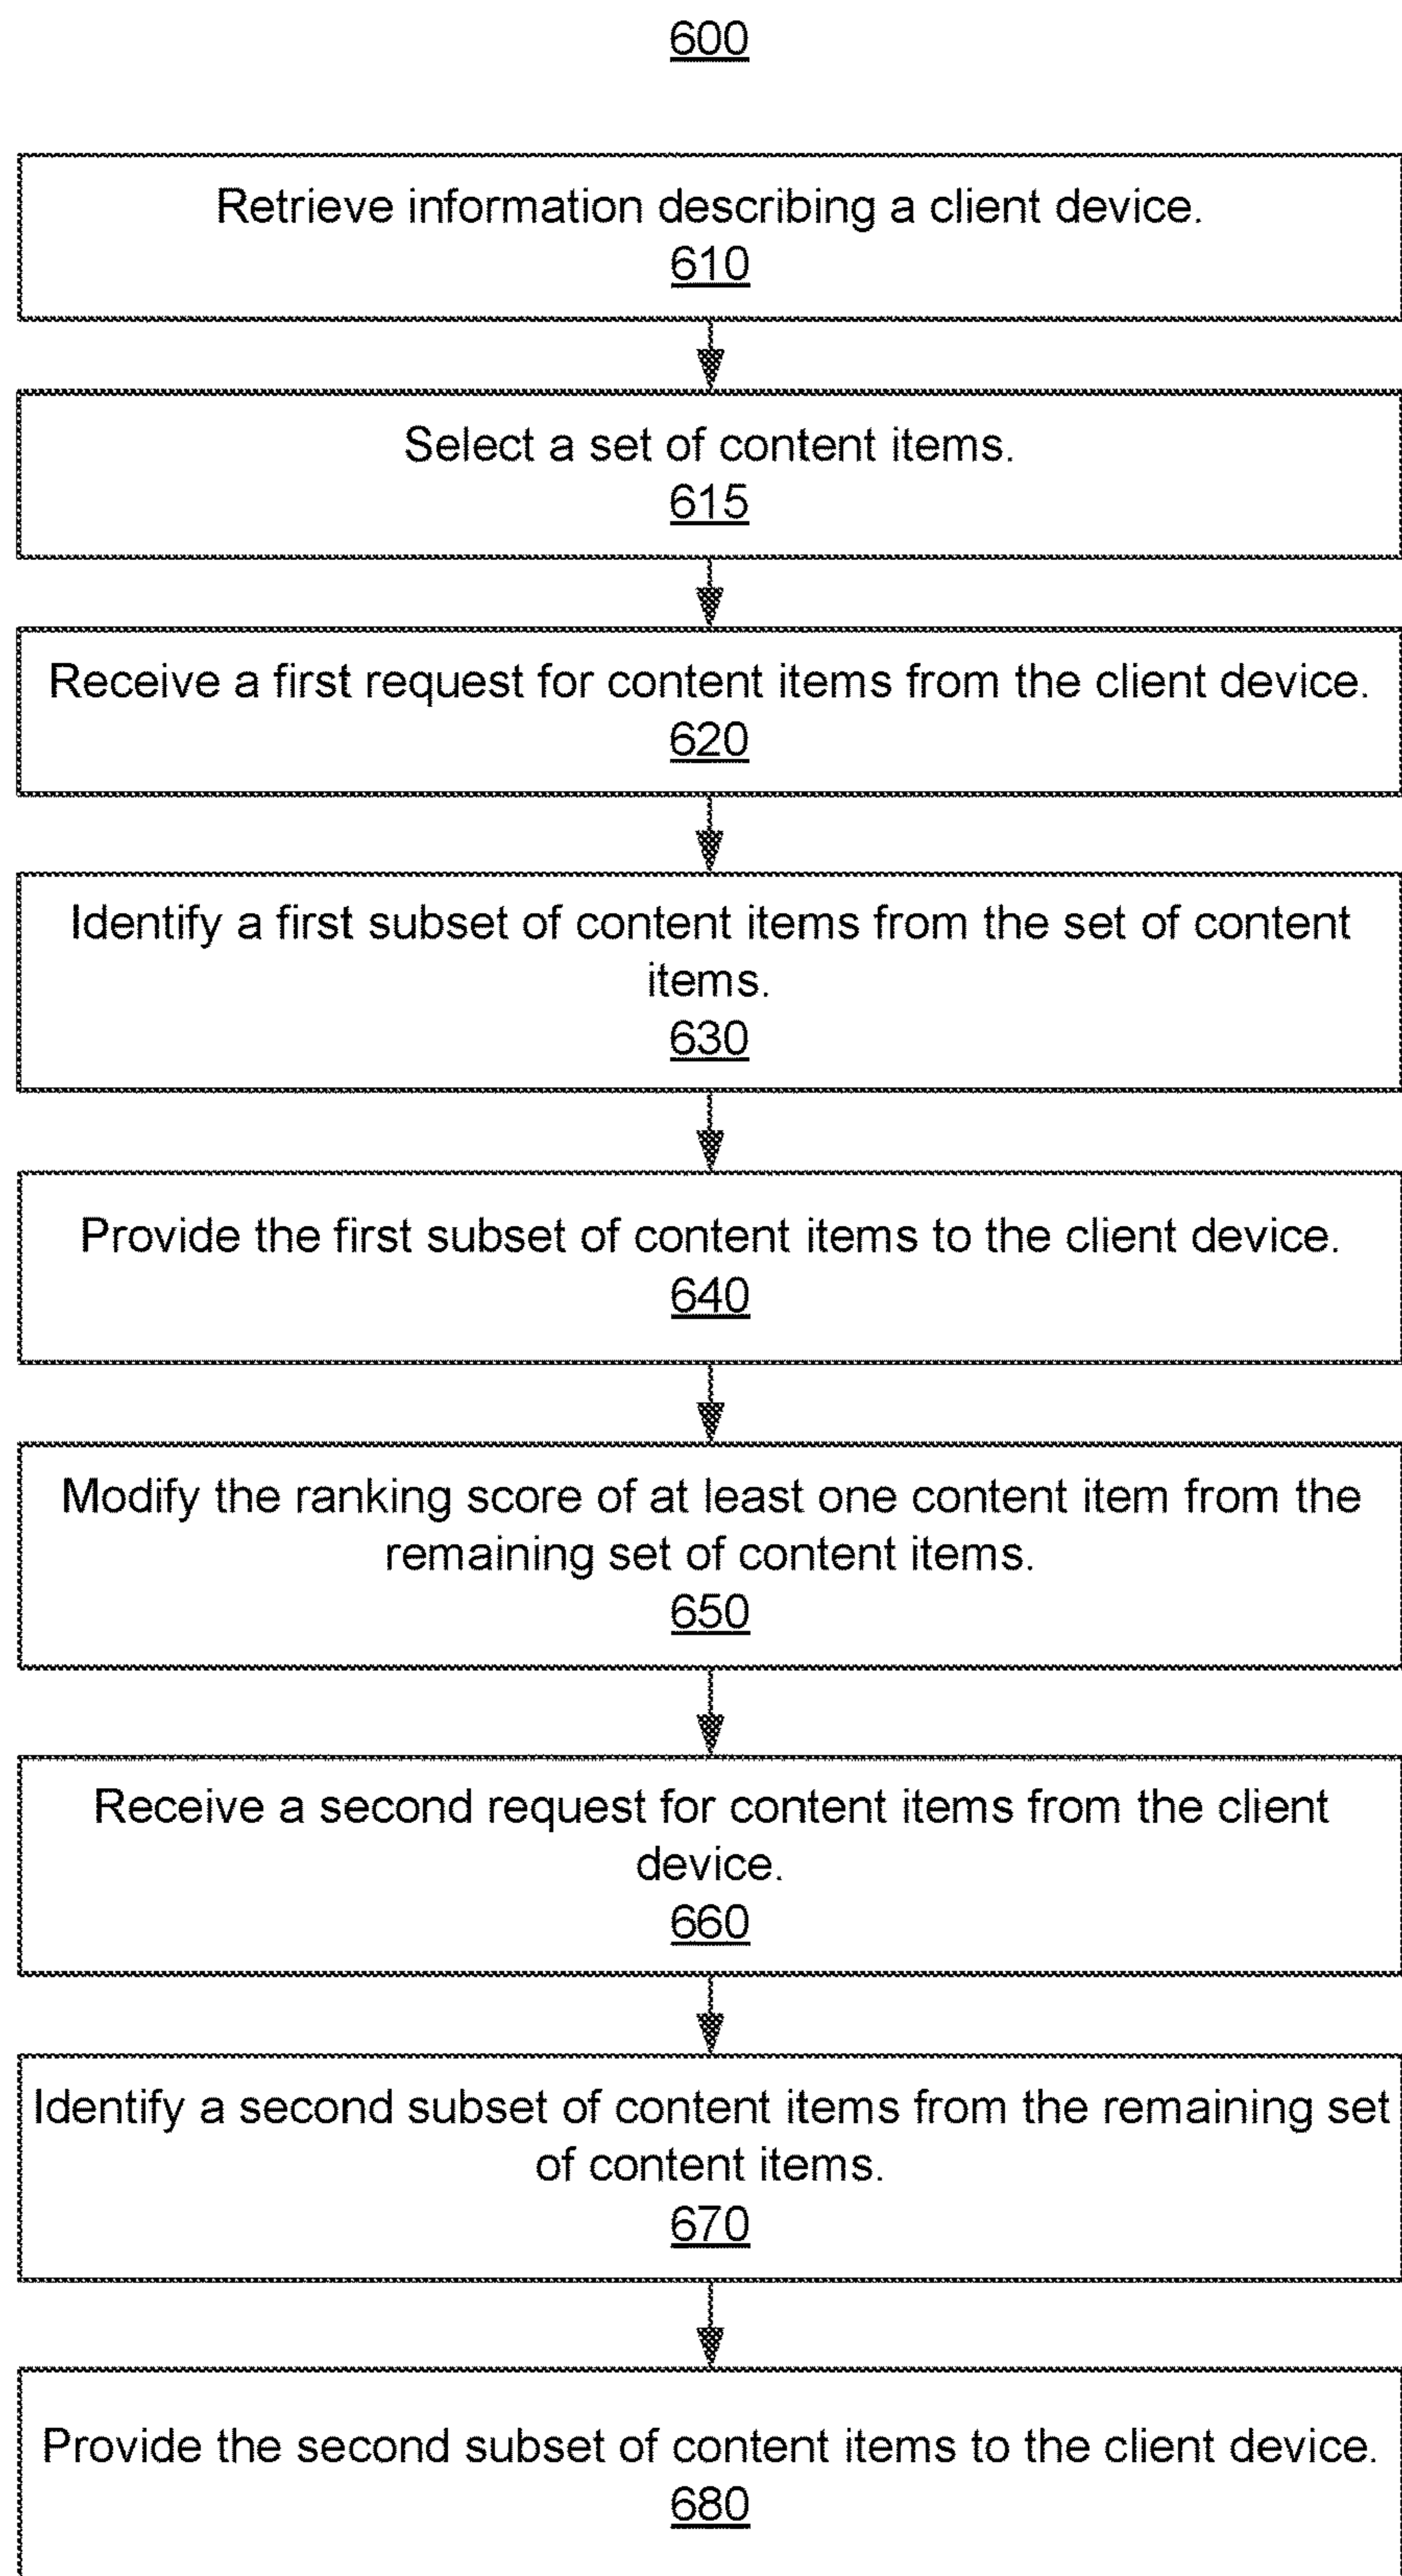 600
Retrieve information describing a client device.
610
Select a set of content items.
615
Receive a first request for content items from the client device.
620
Identify a first subset of content items from the set of content
items.
630
Provide the first subset of content items to the client device.
640
Modify the ranking score of at least one content item from the
remaining set of content items.
650
Receive a second request for content items from the client
device.
660
Identify a second subset of content items from the remaining set
of content items.
670
Provide the second subset of content items to the client device.
680